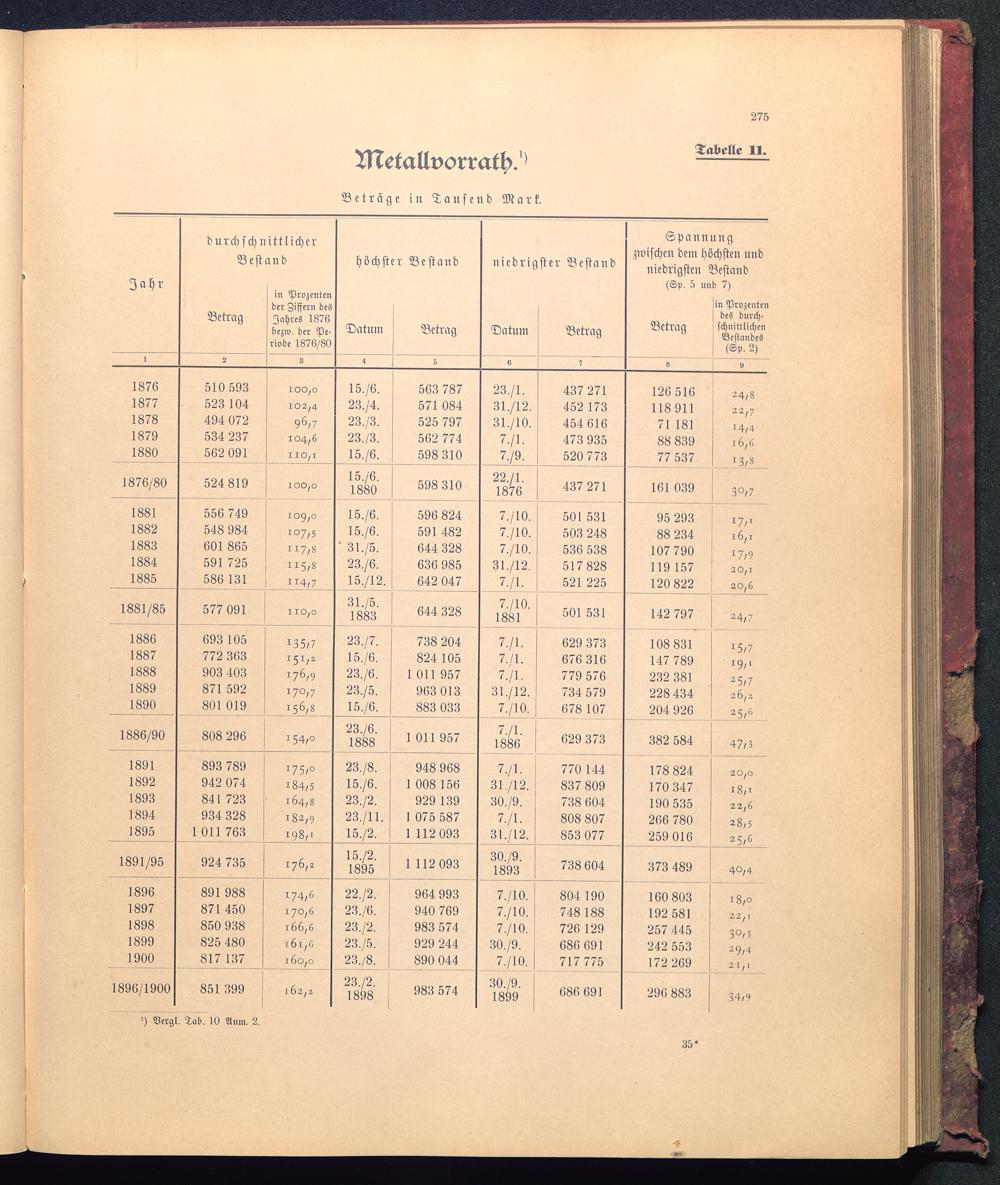 275
Tabelle 11.
Metallvorrath.¹)
Beträge in Tausend Mark.
Jahr
durchschnittlicher
Bestand
Betrag
in Prozenten
der Ziffern des
Jahres 1876
bezw. der Pe-
riode 1876/80
höchster Bestand
Datum
Betrag
niedrigster Bestand
Datum
Betrag
Spannung
zwischen dem höchsten und
niedrigsten Bestand
(Sp. 5 und 7)
Betrag
in Prozenten
des durch-
schnittlichen
Bestandes
(Sp. 2)
1 2 3 4 5 6 7 8 9
1876 510 593 100,0 15./6. 563 787 23./1. 437 271 126 516 24,8
1877 523 104 102,4 23./4. 571 084 31./12. 452 173 118 911 22,7
1878 494 072 96,7 23./3. 525 797 31./10. 454 616 71 181 14,4
1879 534 237 104,6 23./3. 562 774 7./1. 473 935 88 839 16,6
1880 562 091 110,1 15./6. 598 310 7./9. 520 773 77 537 13,8
1876/80 524 819 100,0 15./6. 1880 598 310 22./1. 1876 437 271 161 039 30,7
1881 556 749 109,0 15./6. 596 824 7./10. 501 531 95 293 17,1
1882 548 984 107,5 15./6. 591 482 7./10. 503 248 88 234 16,1
1883 601 865 117,8 31./5. 644 328 7./10. 536 538 107 790 17,9
1884 591 725 115,8 23./6. 636 985 31./12. 517 828 119 157 20,1
1885 586 131 114,7 15./12. 642 047 7./1. 521 225 120 822 20,6
1881/85 577 091 110,0 31./5. 1883 644 328 7./10. 1881 501 531 142 797 24,7
1886 693 105 135,7 23./7. 738 204 7./1. 629 373 108 831 15,7
1887 772 363 151,2 15./6. 824 105 7./1. 676 316 147 789 19,1
1888 903 403 176,9 23./6. 1 011 957 7./1. 779 576 232 381 25,7
1889 871 592 170,7 23./5. 963 013 31./12. 734 579 228 434 26,2
1890 801 019 156,8 15./6. 883 033 7./10. 678 107 204 926 25,6
1886/90 808 296 154,0 23./6. 1888 1 011 957 7./1. 1886 629 373 382 584 47,3
1891 893 789 175,0 23./8. 948 968 7./1. 770 144 178 824 20,0
1892 942 074 184,5 15./6. 1 008 156 31./12. 837 809 170 347 18,1
1893 841 723 164,8 23./2. 929 139 30./9. 738 604 190 535 22,6
1894 934 328 182,9 23./11. 1 075 587 7./1. 808 807 266 780 28,5
1895 1 011 763 198,1 15./2. 1 112 093 31./12. 853 077 259 016 25,6
1891/95 924 735 176,2 15./2. 1895 1 112 093 30./9. 1893 738 604 373 489 40,4
1896 891 988 174,6 22./2. 964 993 7./10. 804 190 160 803 18,0
1897 871 450 170,6 23./6. 940 769 7./10. 748 188 192 581 22,1
1898 850 938 166,6 23./2. 983 574 7./10. 726 129 257 445 30,3
1899 825 480 161,6 23./5. 929 244 30./9. 686 691 242 553 29,4
1900 817 137 160,0 23./8. 890 044 7./10. 717 775 172 269 21,1
1896/1900 851 399 162,2 23./2. 1898 983 574 30./9. 1899 686 691 296 883 34,9
¹) Vergl. Tab. 10 Anm. 2.
35*